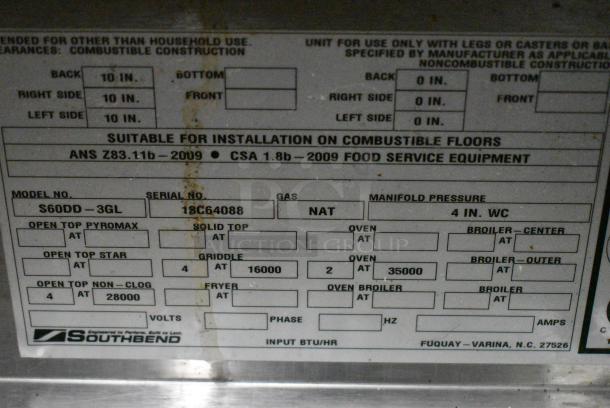 ENDED FOR OTHER THAN HOUSEHOLD USE. UNIT FOR USE ONLY WITH LEGS OR CASTERS OR BA
EARANCES: COMBUSTIBLE CONSTRUCTION SPECIFIED BY MANUFACTURER AS APPLICABL
NONCOMBUSTIBLE CONSTRUCTIO
BACK 10 IN. BOTTOM BACK 0 IN. BOTTOM
RIGHT SIDE 10 IN. FRONT RIGHT SIDE 0 IN. FRONT
LEFT SIDE 10 IN. LEFT SIDE 0 IN.
SUITABLE FOR INSTALLATION ON COMBUSTIBLE FLOORS
ANS Z83.11b-2009 ● CSA 1.8b-2009 FOOD SERVICE EQUIPMENT
MODEL NO. SERIAL NO. GAS MANIFOLD PRESSURE
S60DD-3GL 18C64088 NAT 4 IN. WC
OPEN TOP PYROMAX SOLID TOP OVEN BROILER-CENTER
AT AT AT AT
OPEN TOP STAR GRIDDLE OVEN BROILER-OUTER
AT 4 AT 16000 2 AT 35000 AT
OPEN TOP NON-CLOG FRYER OVEN BROILER BROILER
4 AT 28000 AT AT AT
VOLTS PHASE HZ AMPS
Engineered to Perform, Built to Last.
SOUTHBEND INPUT BTU/HR FUQUAY-VARINA, N.C. 27526